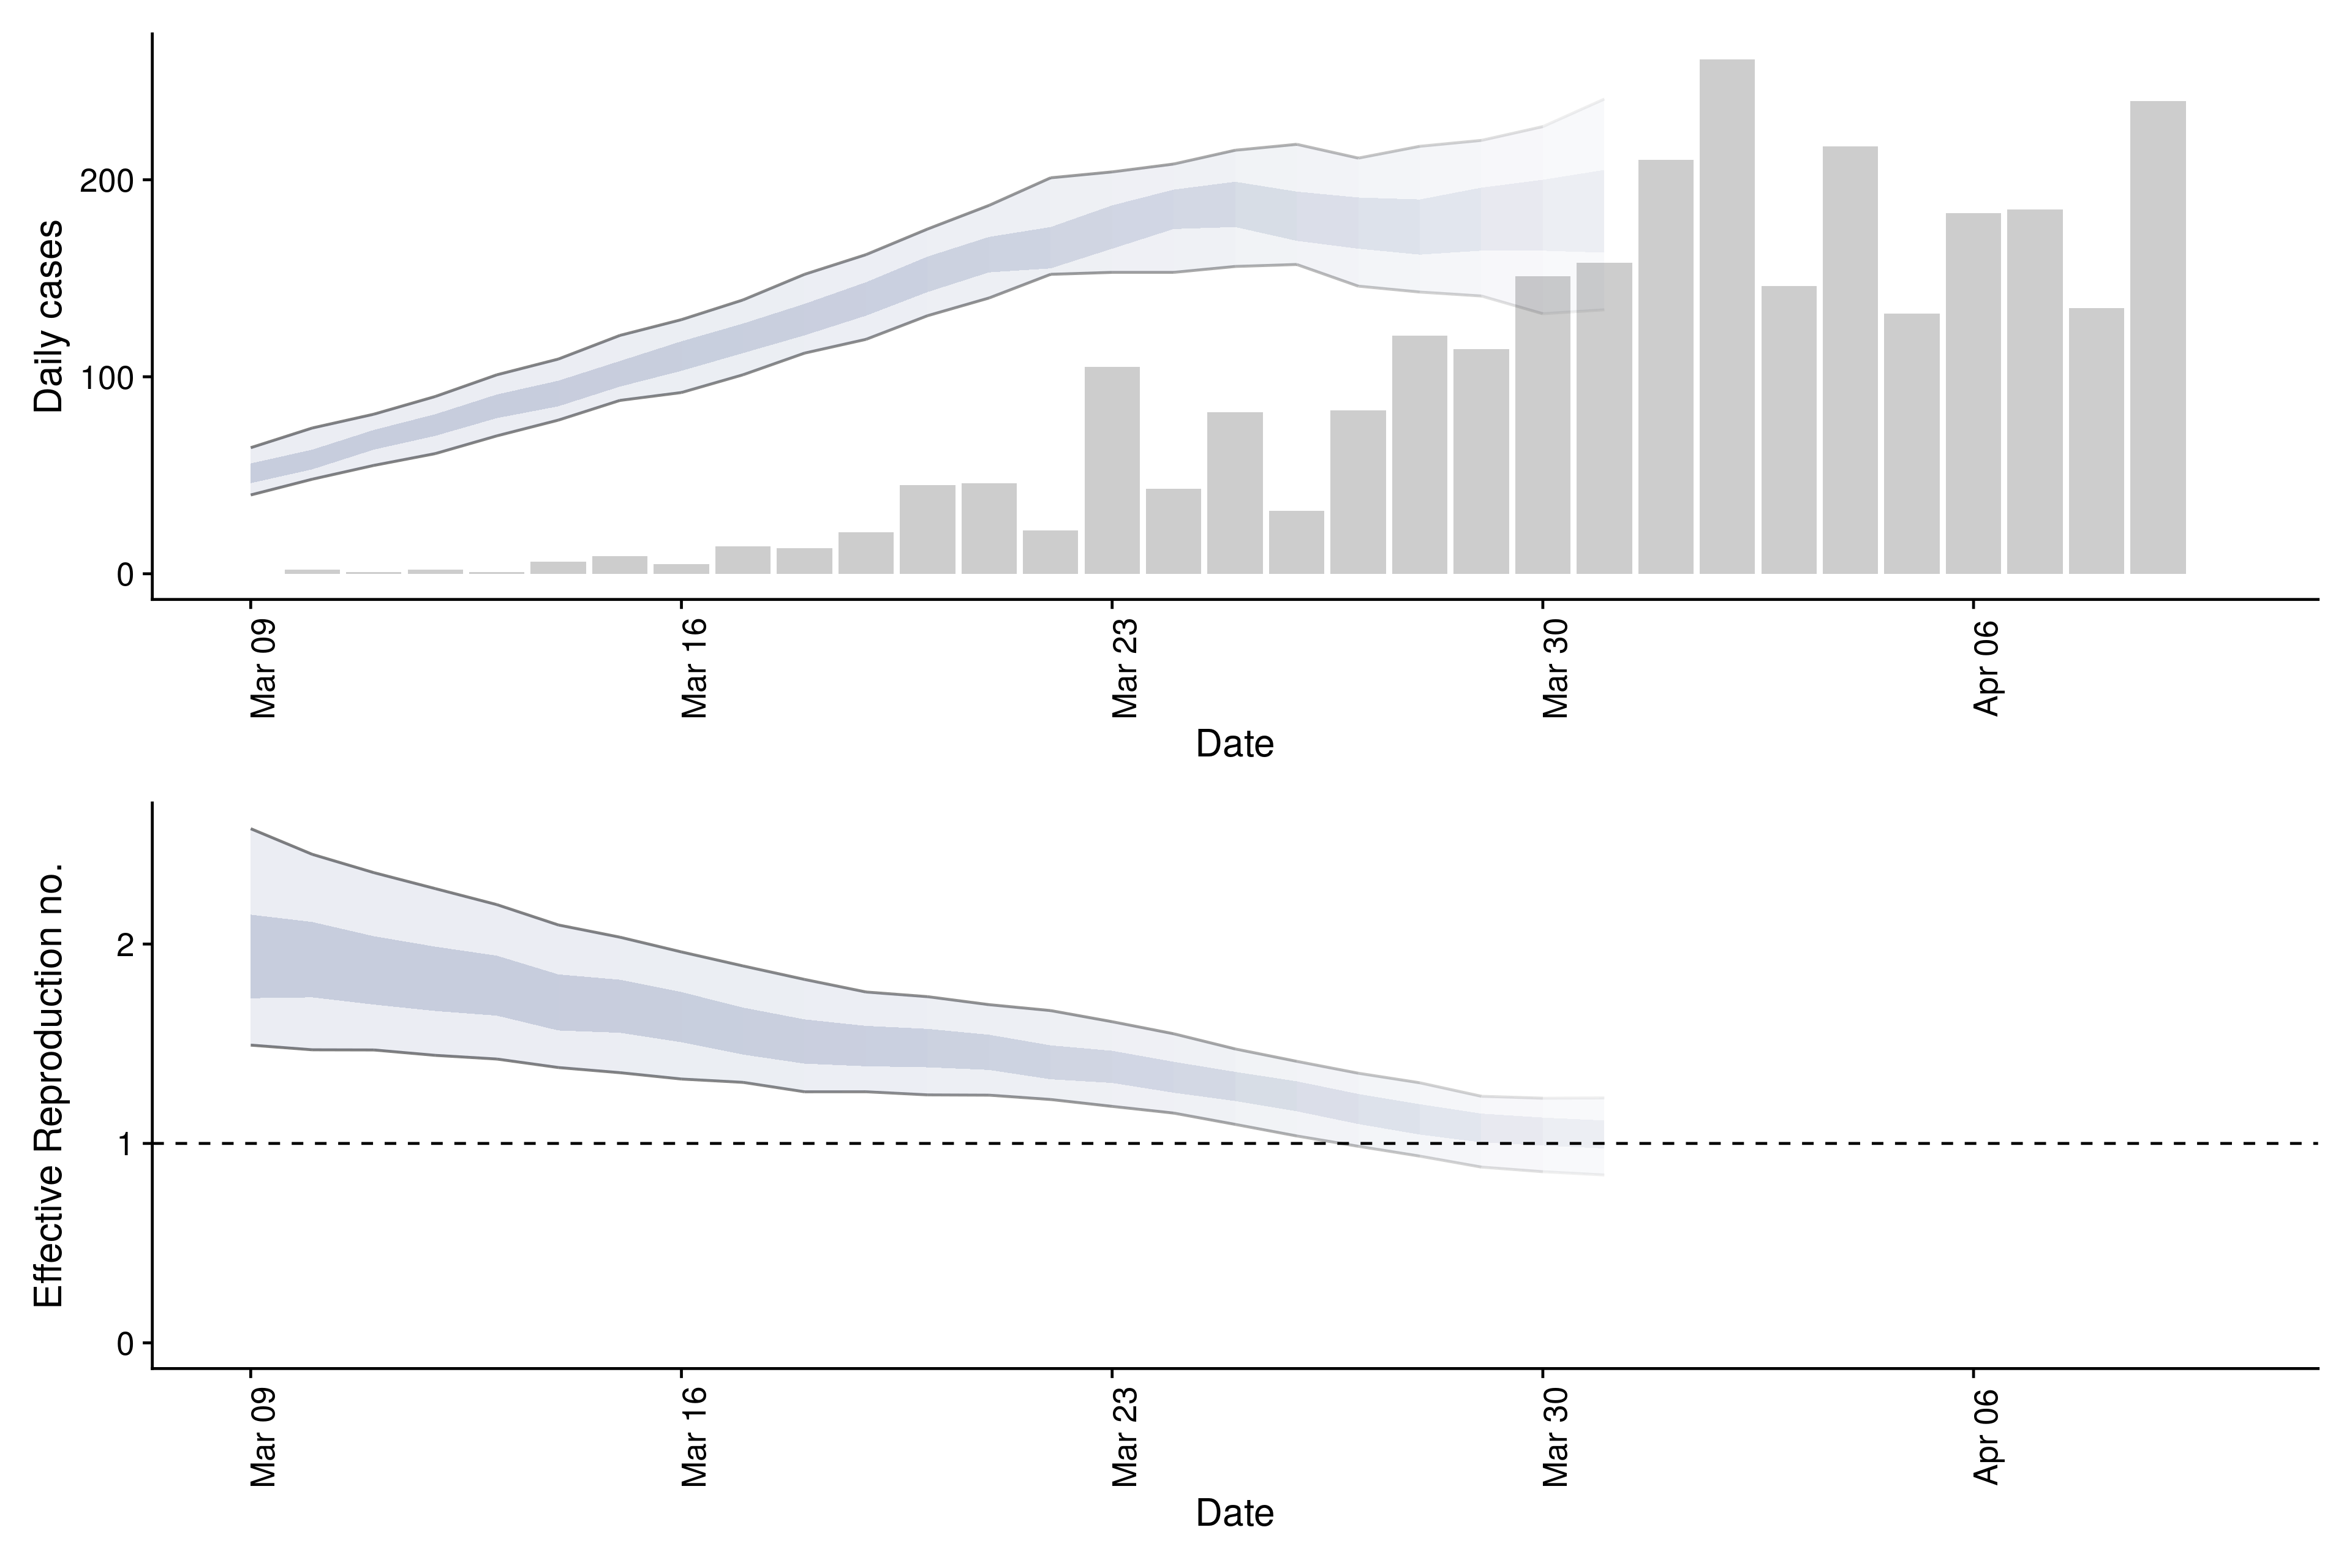 Daily cases
200
100
0
Mar 09
Mar 16
Mar 23
Mar 30
Apr 06
Date
Effective Reproduction no.
2
1
0
Mar 09
Mar 16
Mar 23
Mar 30
Apr 06
Date